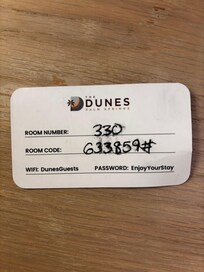 THE
DUNES
PALM SPRINGS
ROOM NUMBER: 330
ROOM CODE: 633859#
WIFI: DunesGuests PASSWORD: EnjoyYourStay